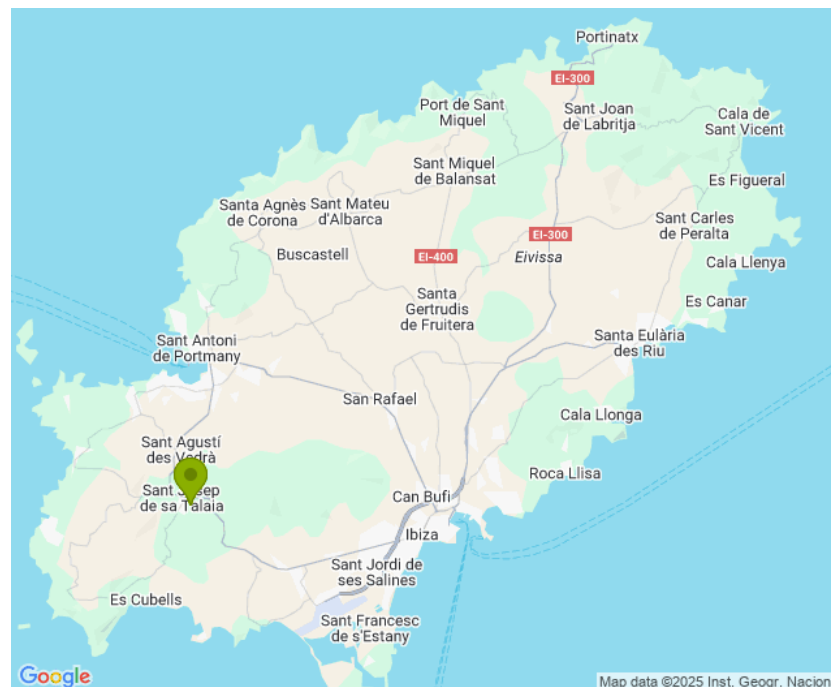 Portinatx
EI-300
Sant Joan
de Labritja
Port de Sant
Miquel
Cala de
Sant Vicent
Sant Miquel
de Balansat
Es Figueral
Santa Agnès
de Corona
Sant Mateu
d'Albarca
Sant Carles
de Peralta
EI-300
Buscastell
EI-400
Eivissa
Cala Llenya
Santa
Gertrudis
de Fruitera
Es Canar
Sant Antoni
de Portmany
Santa Eulària
des Riu
San Rafael
Cala Llonga
Sant Agustí
des Vedrà
Roca Llisa
Sant Josep
de sa Talaia
Can Bufi
Ibiza
Sant Jordi de
ses Salines
Es Cubells
Sant Francesc
de s'Estany
Google
Map data ©2025 Inst. Geogr. Nacion